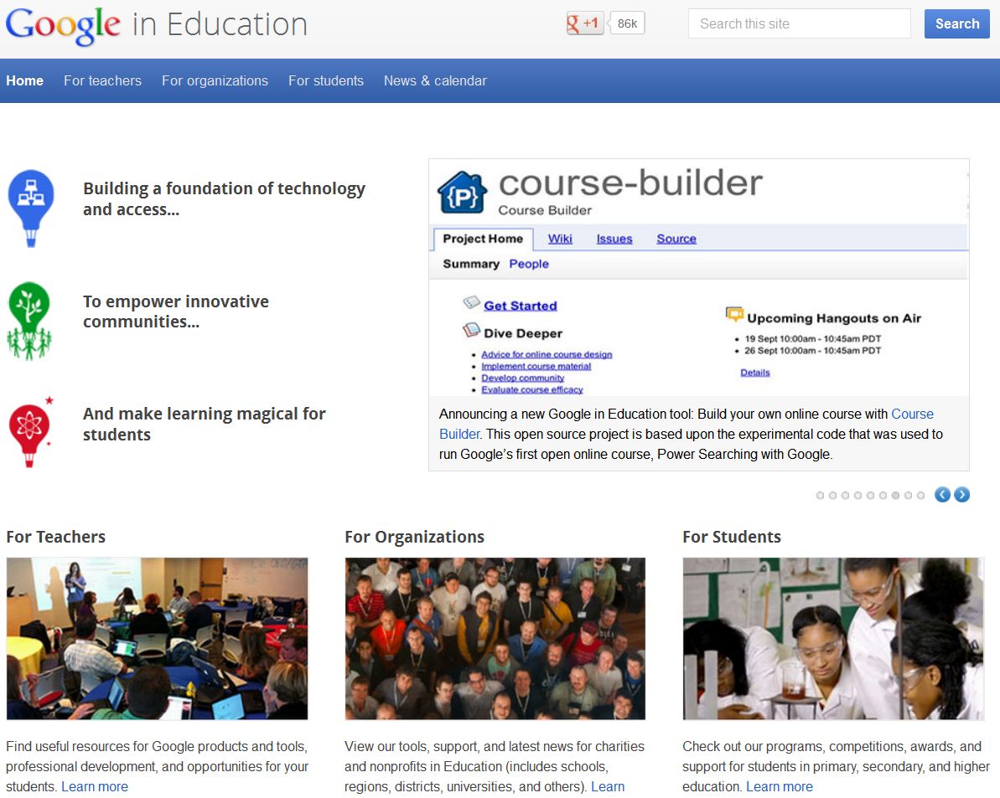 Google in Education
g +1 86k
Search this site
Search
Home For teachers For organizations For students News & calendar
Building a foundation of technology
and access...
To empower innovative
communities...
And make learning magical for
students
course-builder
Course Builder
Project Home Wiki Issues Source
Summary People
Get Started
Dive Deeper
Advice for online course design
Implement course material
Develop community
Evaluate course efficacy
Upcoming Hangouts on Air
19 Sept 10:00am - 10:45am PDT
26 Sept 10:00am - 10:45am PDT
Details
Announcing a new Google in Education tool: Build your own online course with Course
Builder. This open source project is based upon the experimental code that was used to
run Google’s first open online course, Power Searching with Google.
For Teachers
Find useful resources for Google products and tools,
professional development, and opportunities for your
students. Learn more
For Organizations
View our tools, support, and latest news for charities
and nonprofits in Education (includes schools,
regions, districts, universities, and others). Learn
For Students
Check out our programs, competitions, awards, and
support for students in primary, secondary, and higher
education. Learn more